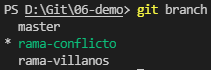 PS D:\Git\06-demo> git branch
  master
* rama-conflicto
  rama-villanos